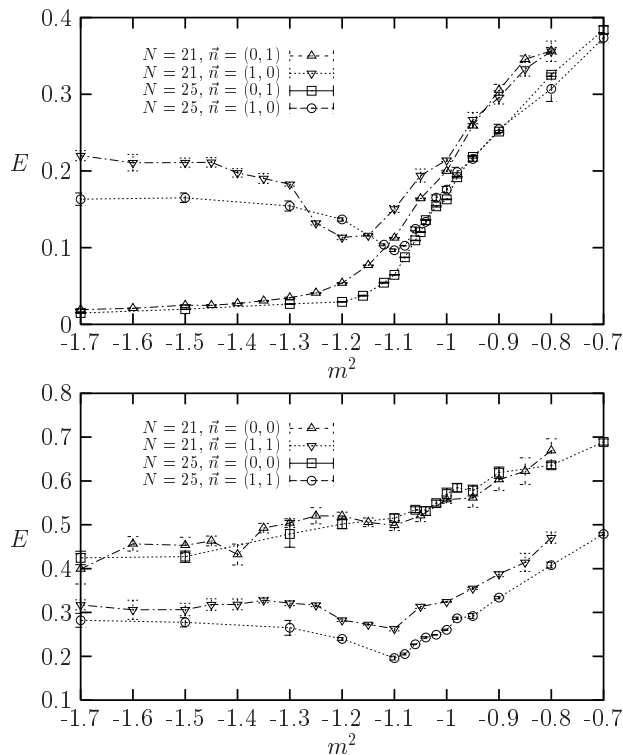 0.4
N = 21, n⃗ = (0, 1)
N = 21, n⃗ = (1, 0)
N = 25, n⃗ = (0, 1)
N = 25, n⃗ = (1, 0)
0.3
E 0.2
0.1
0
-1.7 -1.6 -1.5 -1.4 -1.3 -1.2 -1.1 -1 -0.9 -0.8 -0.7
m²
0.8
N = 21, n⃗ = (0, 0)
N = 21, n⃗ = (1, 1)
N = 25, n⃗ = (0, 0)
N = 25, n⃗ = (1, 1)
0.7
0.6
E 0.5
0.4
0.3
0.2
0.1
-1.7 -1.6 -1.5 -1.4 -1.3 -1.2 -1.1 -1 -0.9 -0.8 -0.7
m²